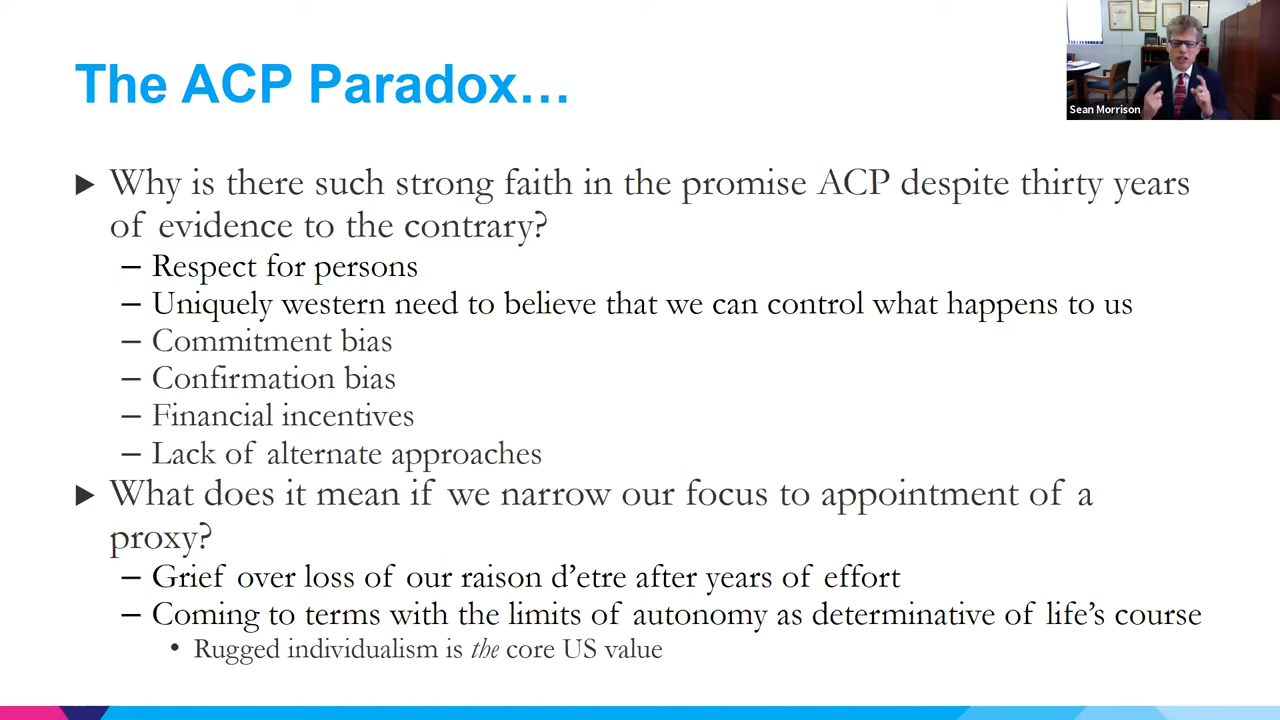 The ACP Paradox…
Sean Morrison
► Why is there such strong faith in the promise ACP despite thirty years
of evidence to the contrary?
– Respect for persons
– Uniquely western need to believe that we can control what happens to us
– Commitment bias
– Confirmation bias
– Financial incentives
– Lack of alternate approaches
► What does it mean if we narrow our focus to appointment of a
proxy?
– Grief over loss of our raison d’etre after years of effort
– Coming to terms with the limits of autonomy as determinative of life’s course
• Rugged individualism is the core US value